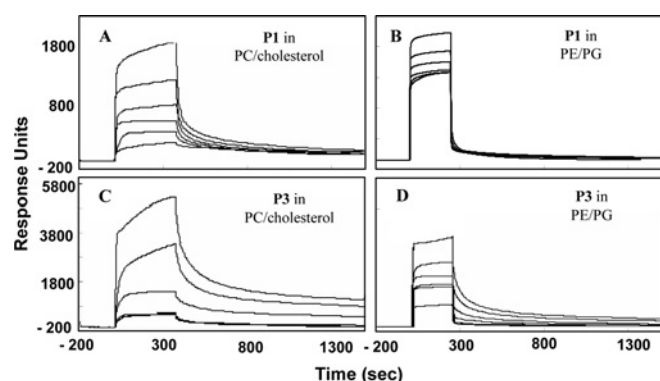 A
P1 in
PC/cholesterol
B
P1 in
PE/PG
1800
800
- 200
Response Units
C
P3 in
PC/cholesterol
D
P3 in
PE/PG
5800
3800
1800
- 200
- 200 300 800 1300 - 200 300 800 1300
Time (sec)